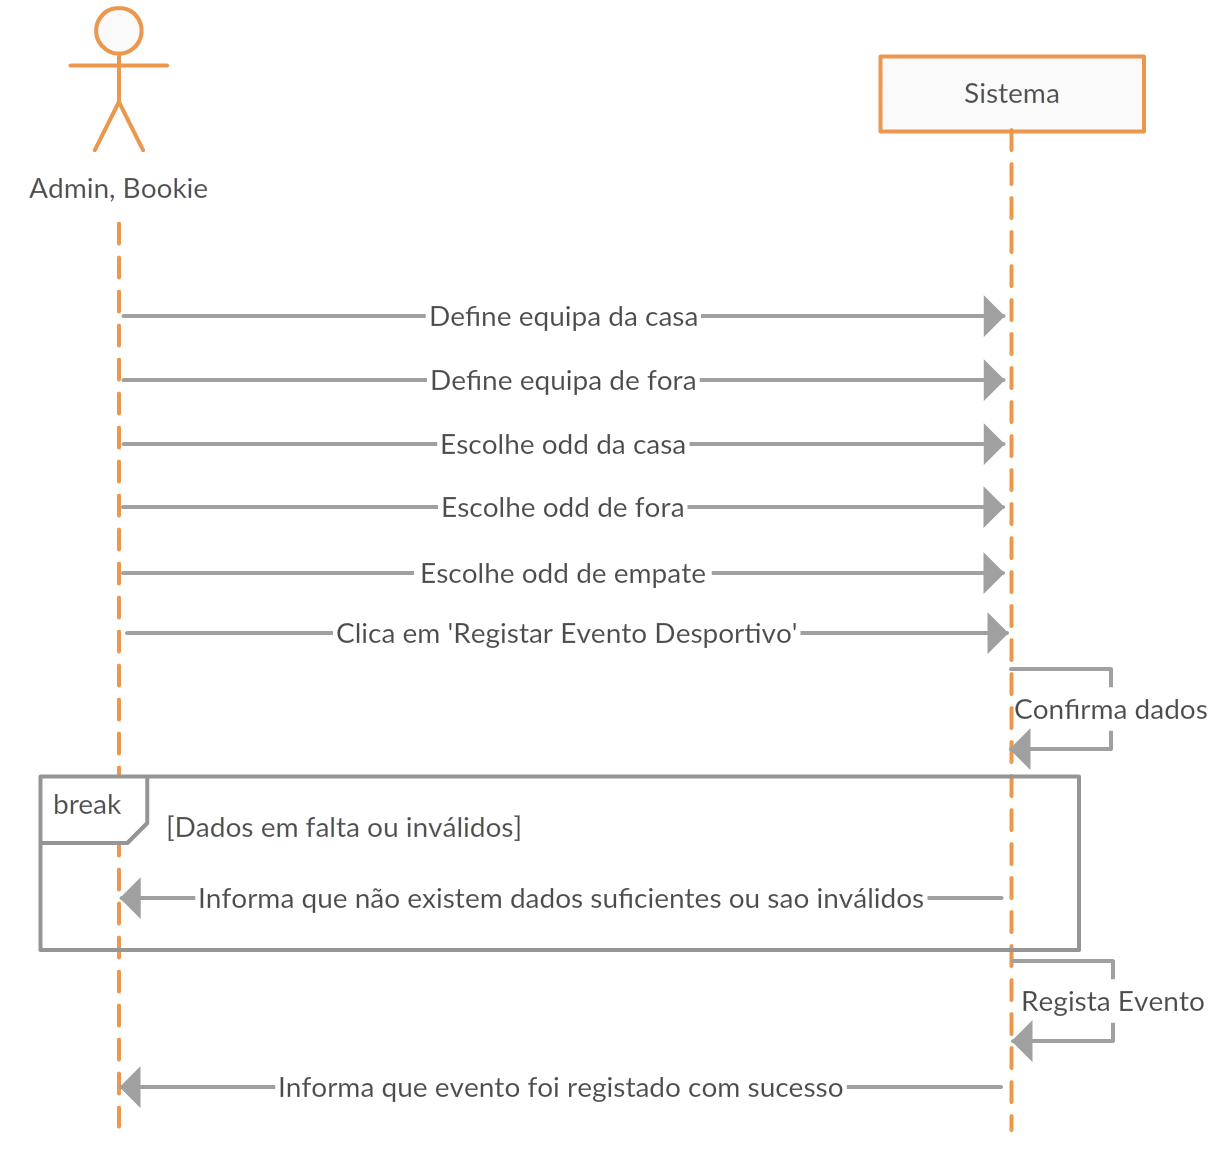 Sistema
Admin, Bookie
Define equipa da casa
Define equipa de fora
Escolhe odd da casa
Escolhe odd de fora
Escolhe odd de empate
Clica em 'Registar Evento Desportivo'
Confirma dados
break
[Dados em falta ou inválidos]
Informa que não existem dados suficientes ou sao inválidos
Regista Evento
Informa que evento foi registado com sucesso